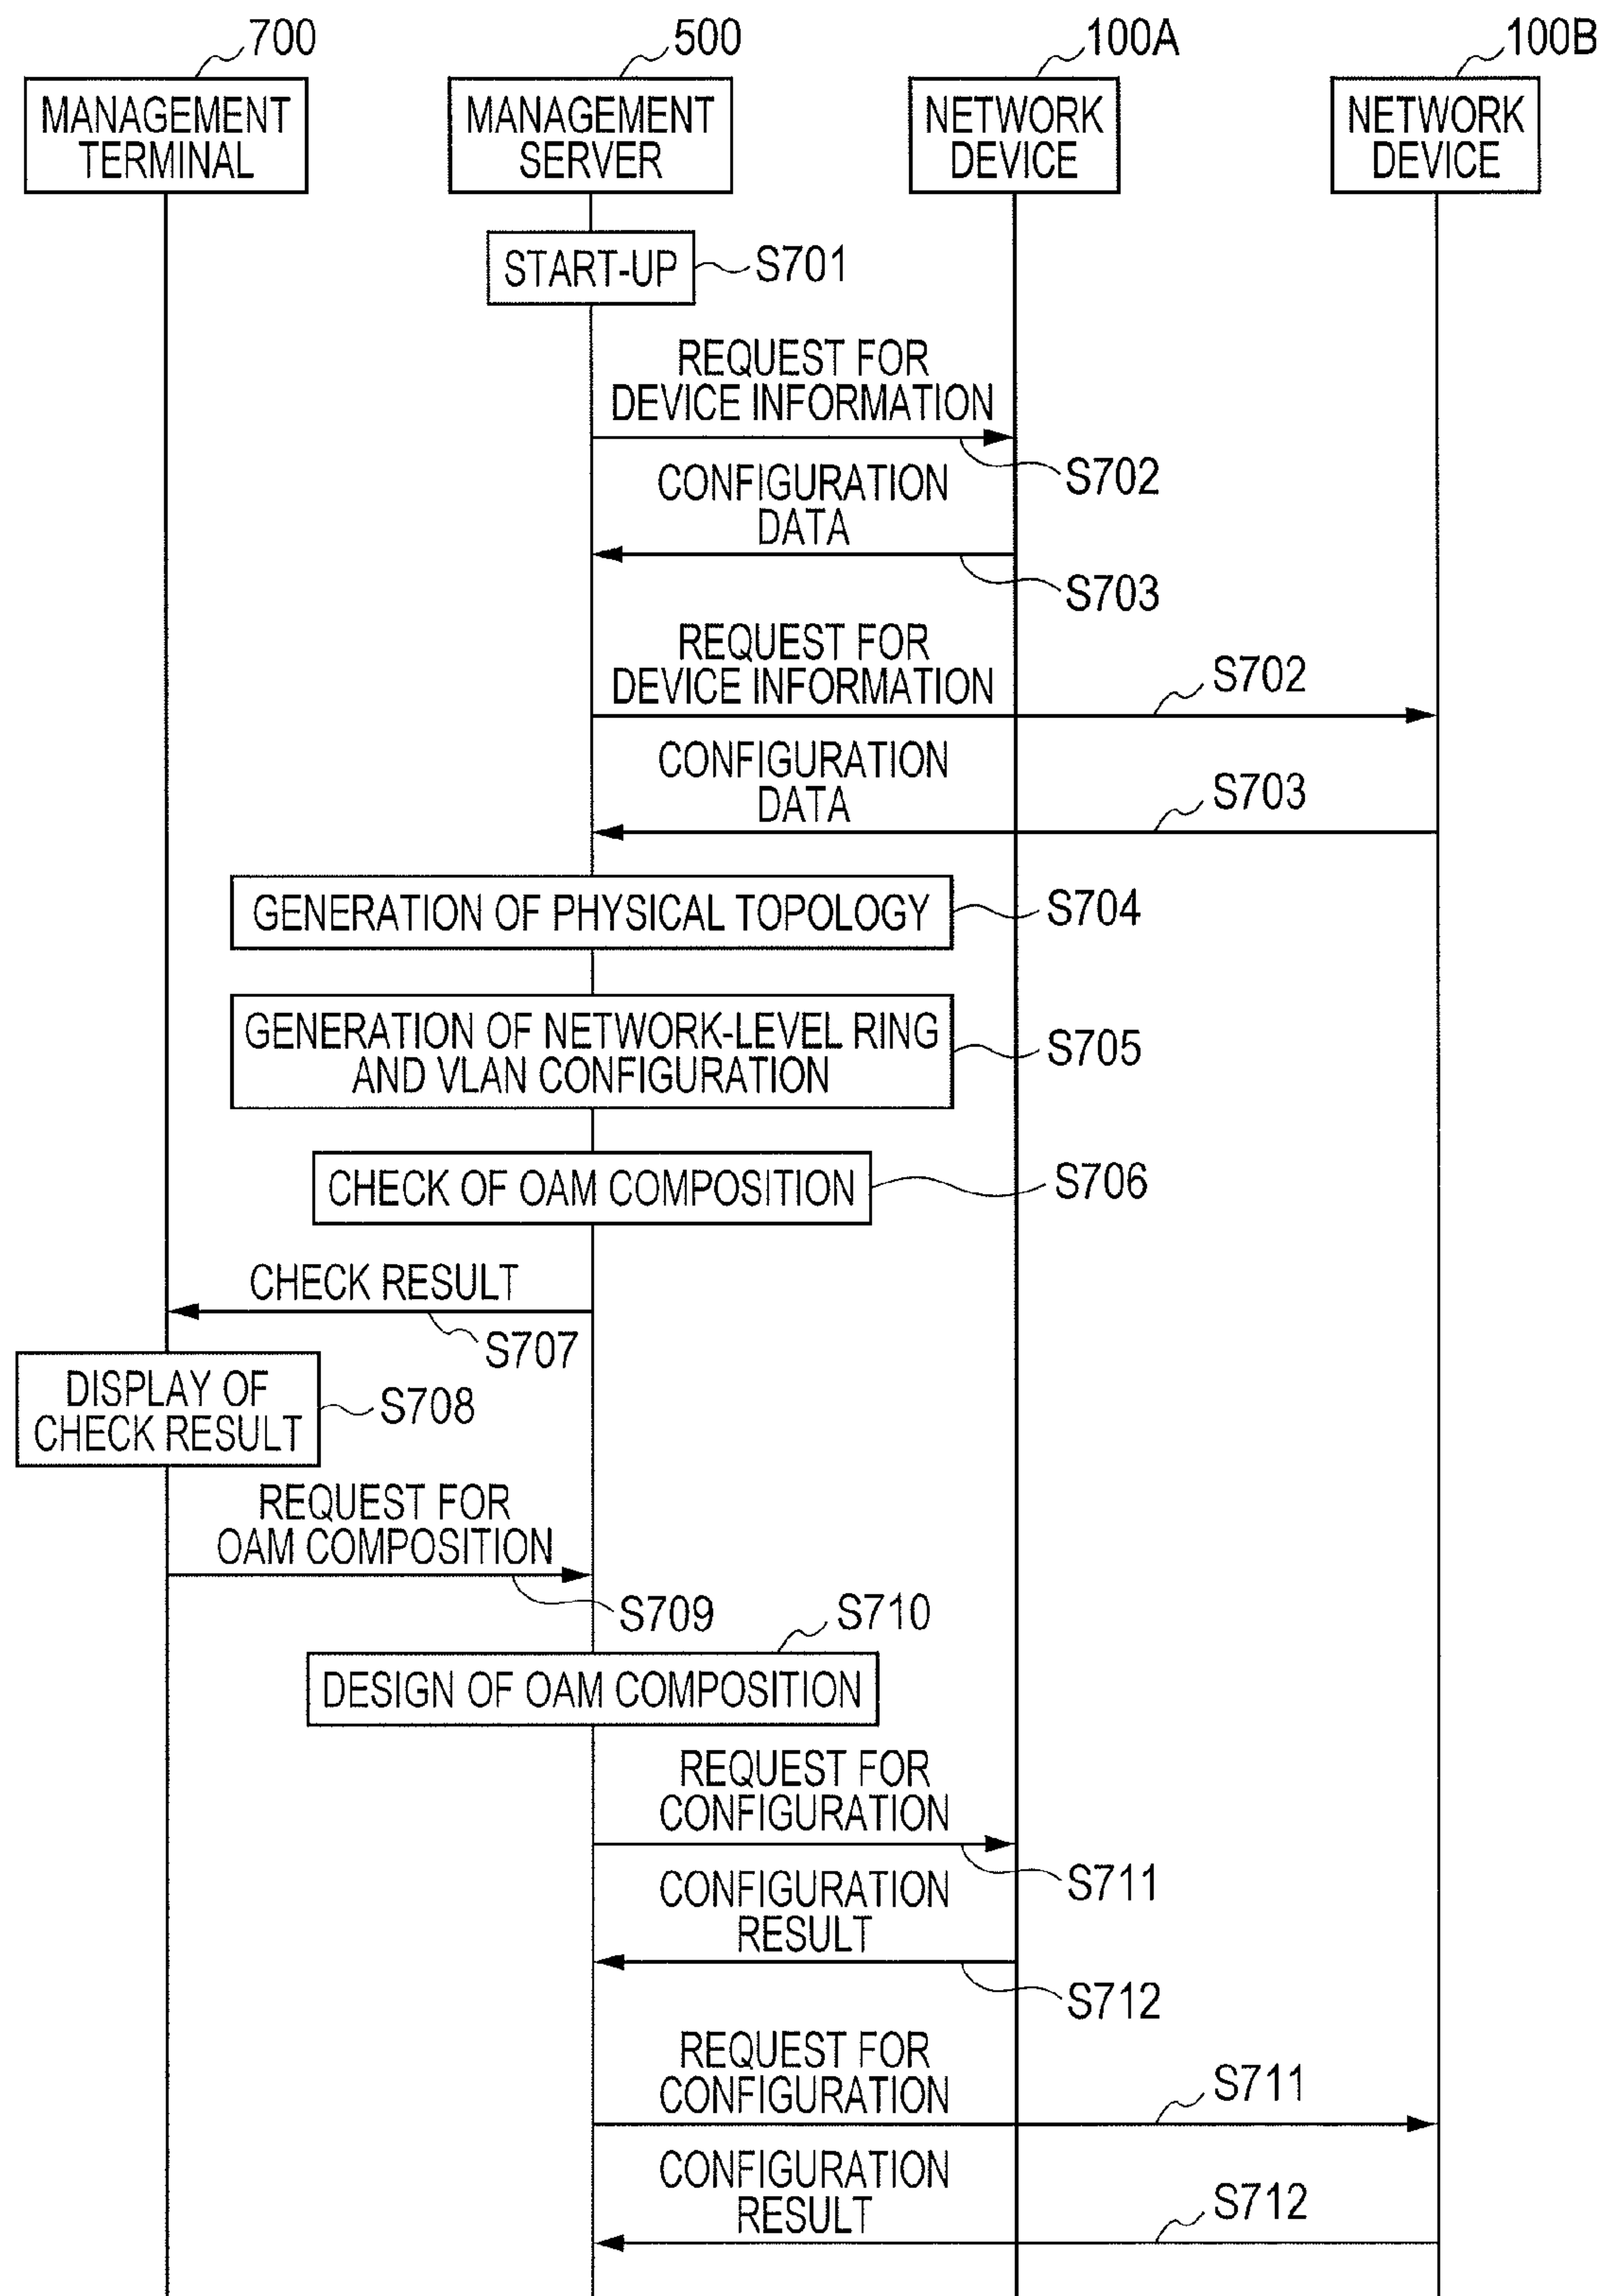 700
500
100A
100B
MANAGEMENT
TERMINAL
MANAGEMENT
SERVER
NETWORK
DEVICE
NETWORK
DEVICE
START-UP
S701
REQUEST FOR
DEVICE INFORMATION
S702
CONFIGURATION
DATA
S703
REQUEST FOR
DEVICE INFORMATION
S702
CONFIGURATION
DATA
S703
GENERATION OF PHYSICAL TOPOLOGY
S704
GENERATION OF NETWORK-LEVEL RING
AND VLAN CONFIGURATION
S705
CHECK OF OAM COMPOSITION
S706
CHECK RESULT
S707
DISPLAY OF
CHECK RESULT
S708
REQUEST FOR
OAM COMPOSITION
S709
S710
DESIGN OF OAM COMPOSITION
REQUEST FOR
CONFIGURATION
S711
CONFIGURATION
RESULT
S712
REQUEST FOR
CONFIGURATION
S711
CONFIGURATION
RESULT
S712